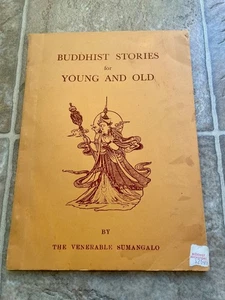 BUDDHIST STORIES
for
YOUNG AND OLD
BY
THE VENERABLE SUMANGALO